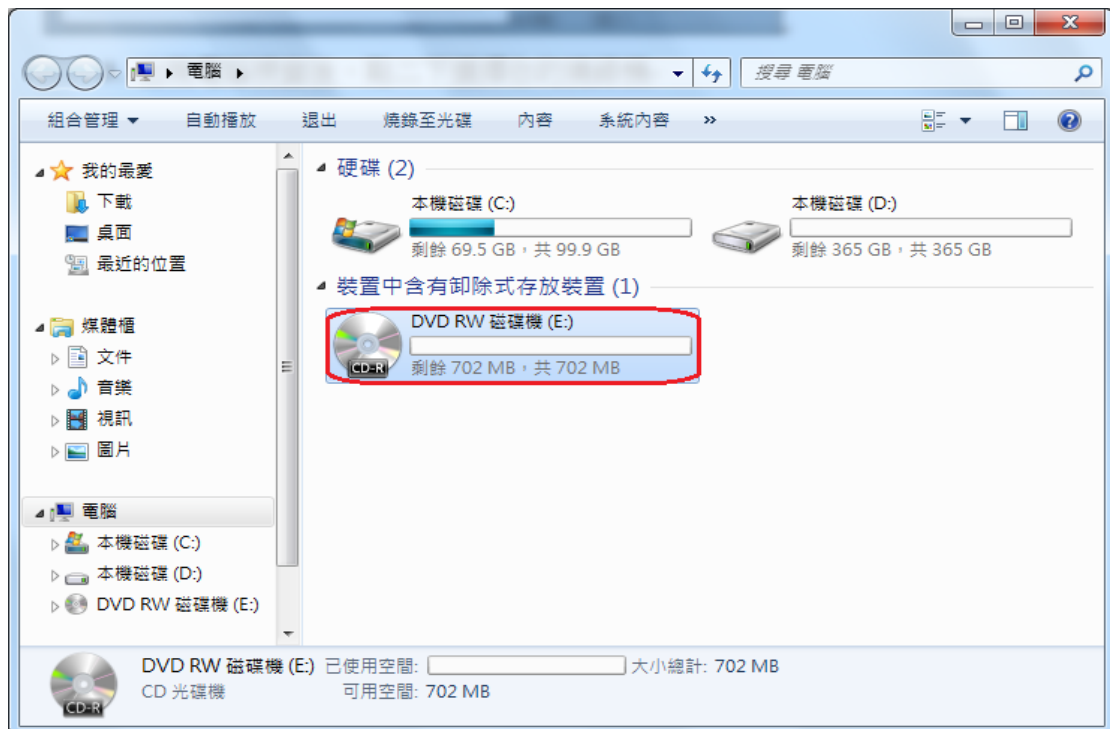 電腦
搜尋 電腦
組合管理 自動播放 退出 燒錄至光碟 內容 系統內容 »
我的最愛
下載
桌面
最近的位置
媒體櫃
文件
音樂
視訊
圖片
電腦
本機磁碟 (C:)
本機磁碟 (D:)
DVD RW 磁碟機 (E:)
硬碟 (2)
本機磁碟 (C:)
剩餘 69.5 GB,共 99.9 GB
本機磁碟 (D:)
剩餘 365 GB,共 365 GB
裝置中含有卸除式存放裝置 (1)
DVD RW 磁碟機 (E:)
CD-R
剩餘 702 MB,共 702 MB
DVD RW 磁碟機 (E:) 已使用空間: 大小總計: 702 MB
CD 光碟機 可用空間: 702 MB
CD-R